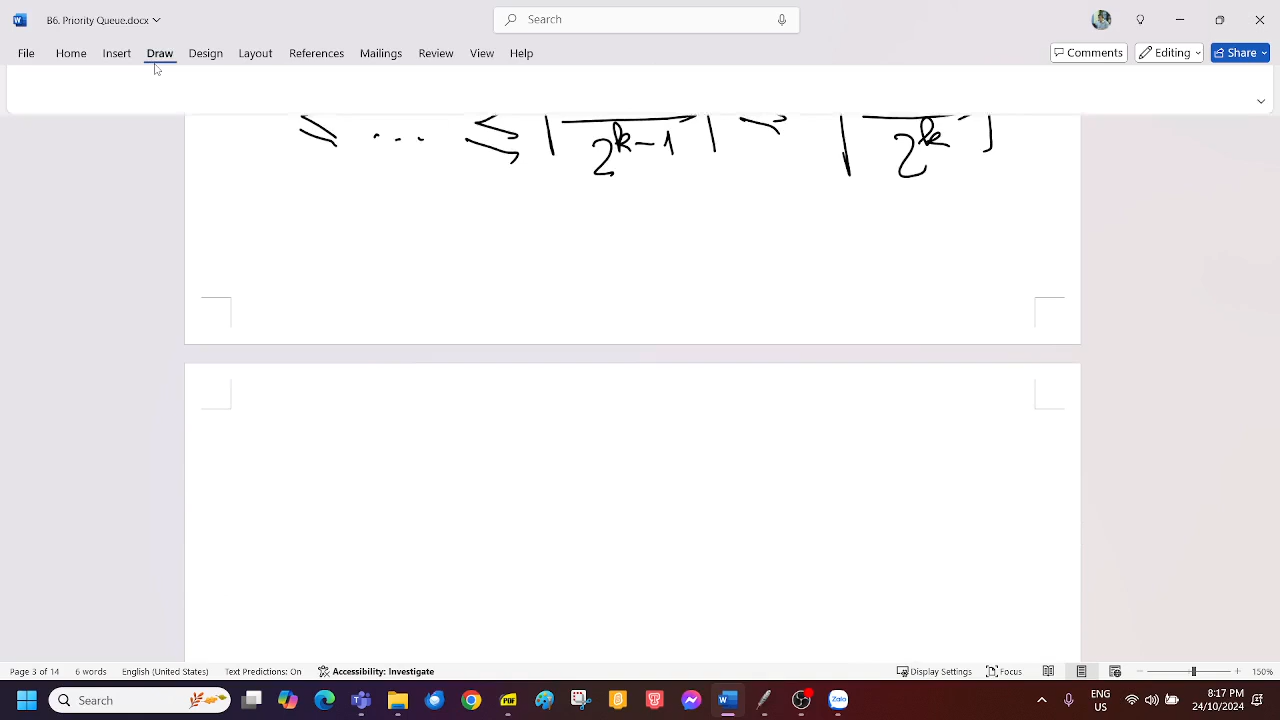 B6. Priority Queue.docx
Search
File Home Insert Draw Design Layout References Mailings Review View Help
Comments Editing Share
≤ ... ≤ 2^{k-1} 2^k
Page 3 of 14 6 words English (United States) Text Predictions: On Accessibility: Investigate Display Settings Focus 150%
Search PDF Zalo ENG US 8:17 PM 24/10/2024